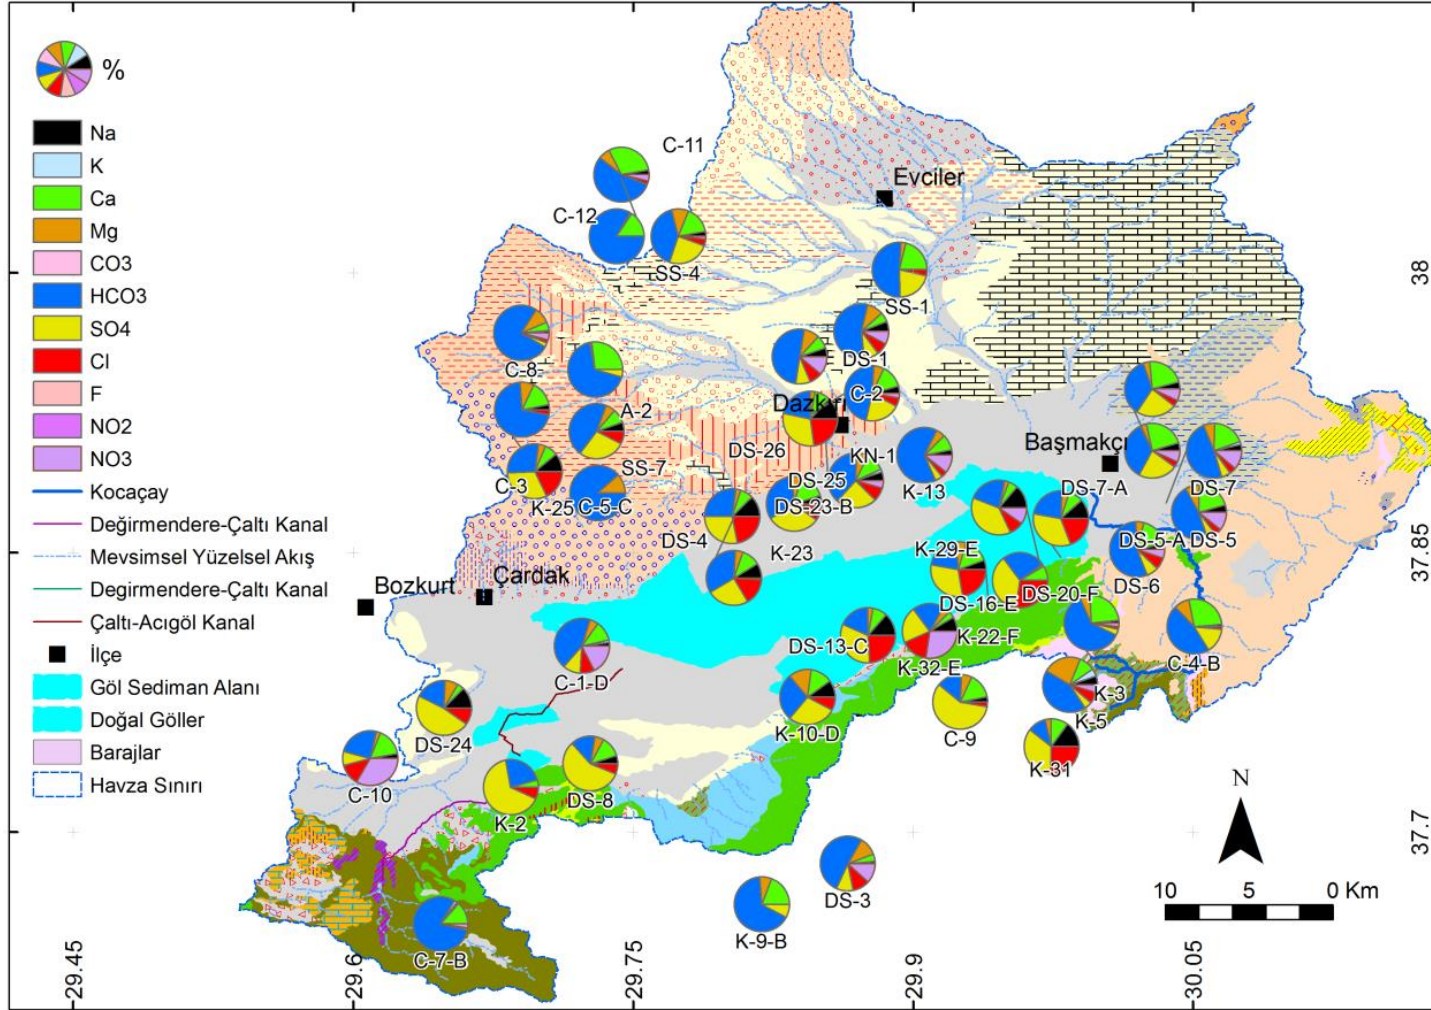 %
Na
K
Ca
Mg
CO3
HCO3
SO4
Cl
F
NO2
NO3
Kocaçay
Değirmendere-Çaltı Kanal
Mevsimsel Yüzelsel Akış
Degirmendere-Çaltı Kanal
Çaltı-Acıgöl Kanal
İlçe
Göl Sediman Alanı
Doğal Göller
Barajlar
Havza Sınırı
C-11
Evciler
C-12
SS-4
SS-1
C-8
DS-1
C-2
A-2
Dazkırı
Başmakçı
DS-26
KN-1
SS-7
C-3
K-25
C-5-C
DS-25
DS-23-B
K-13
DS-7-A
DS-7
DS-4
K-23
K-29-E
DS-5-A
DS-5
DS-6
Bozkurt
Çardak
DS-16-E
DS-20-F
DS-13-C
K-22-F
K-32-E
C-4-B
C-1-D
K-3
K-5
K-10-D
C-9
DS-24
K-31
C-10
DS-8
K-2
DS-3
K-9-B
C-7-B
N
10 5 0 Km
38
37.85
37.7
29.45
29.6
29.75
29.9
30.05